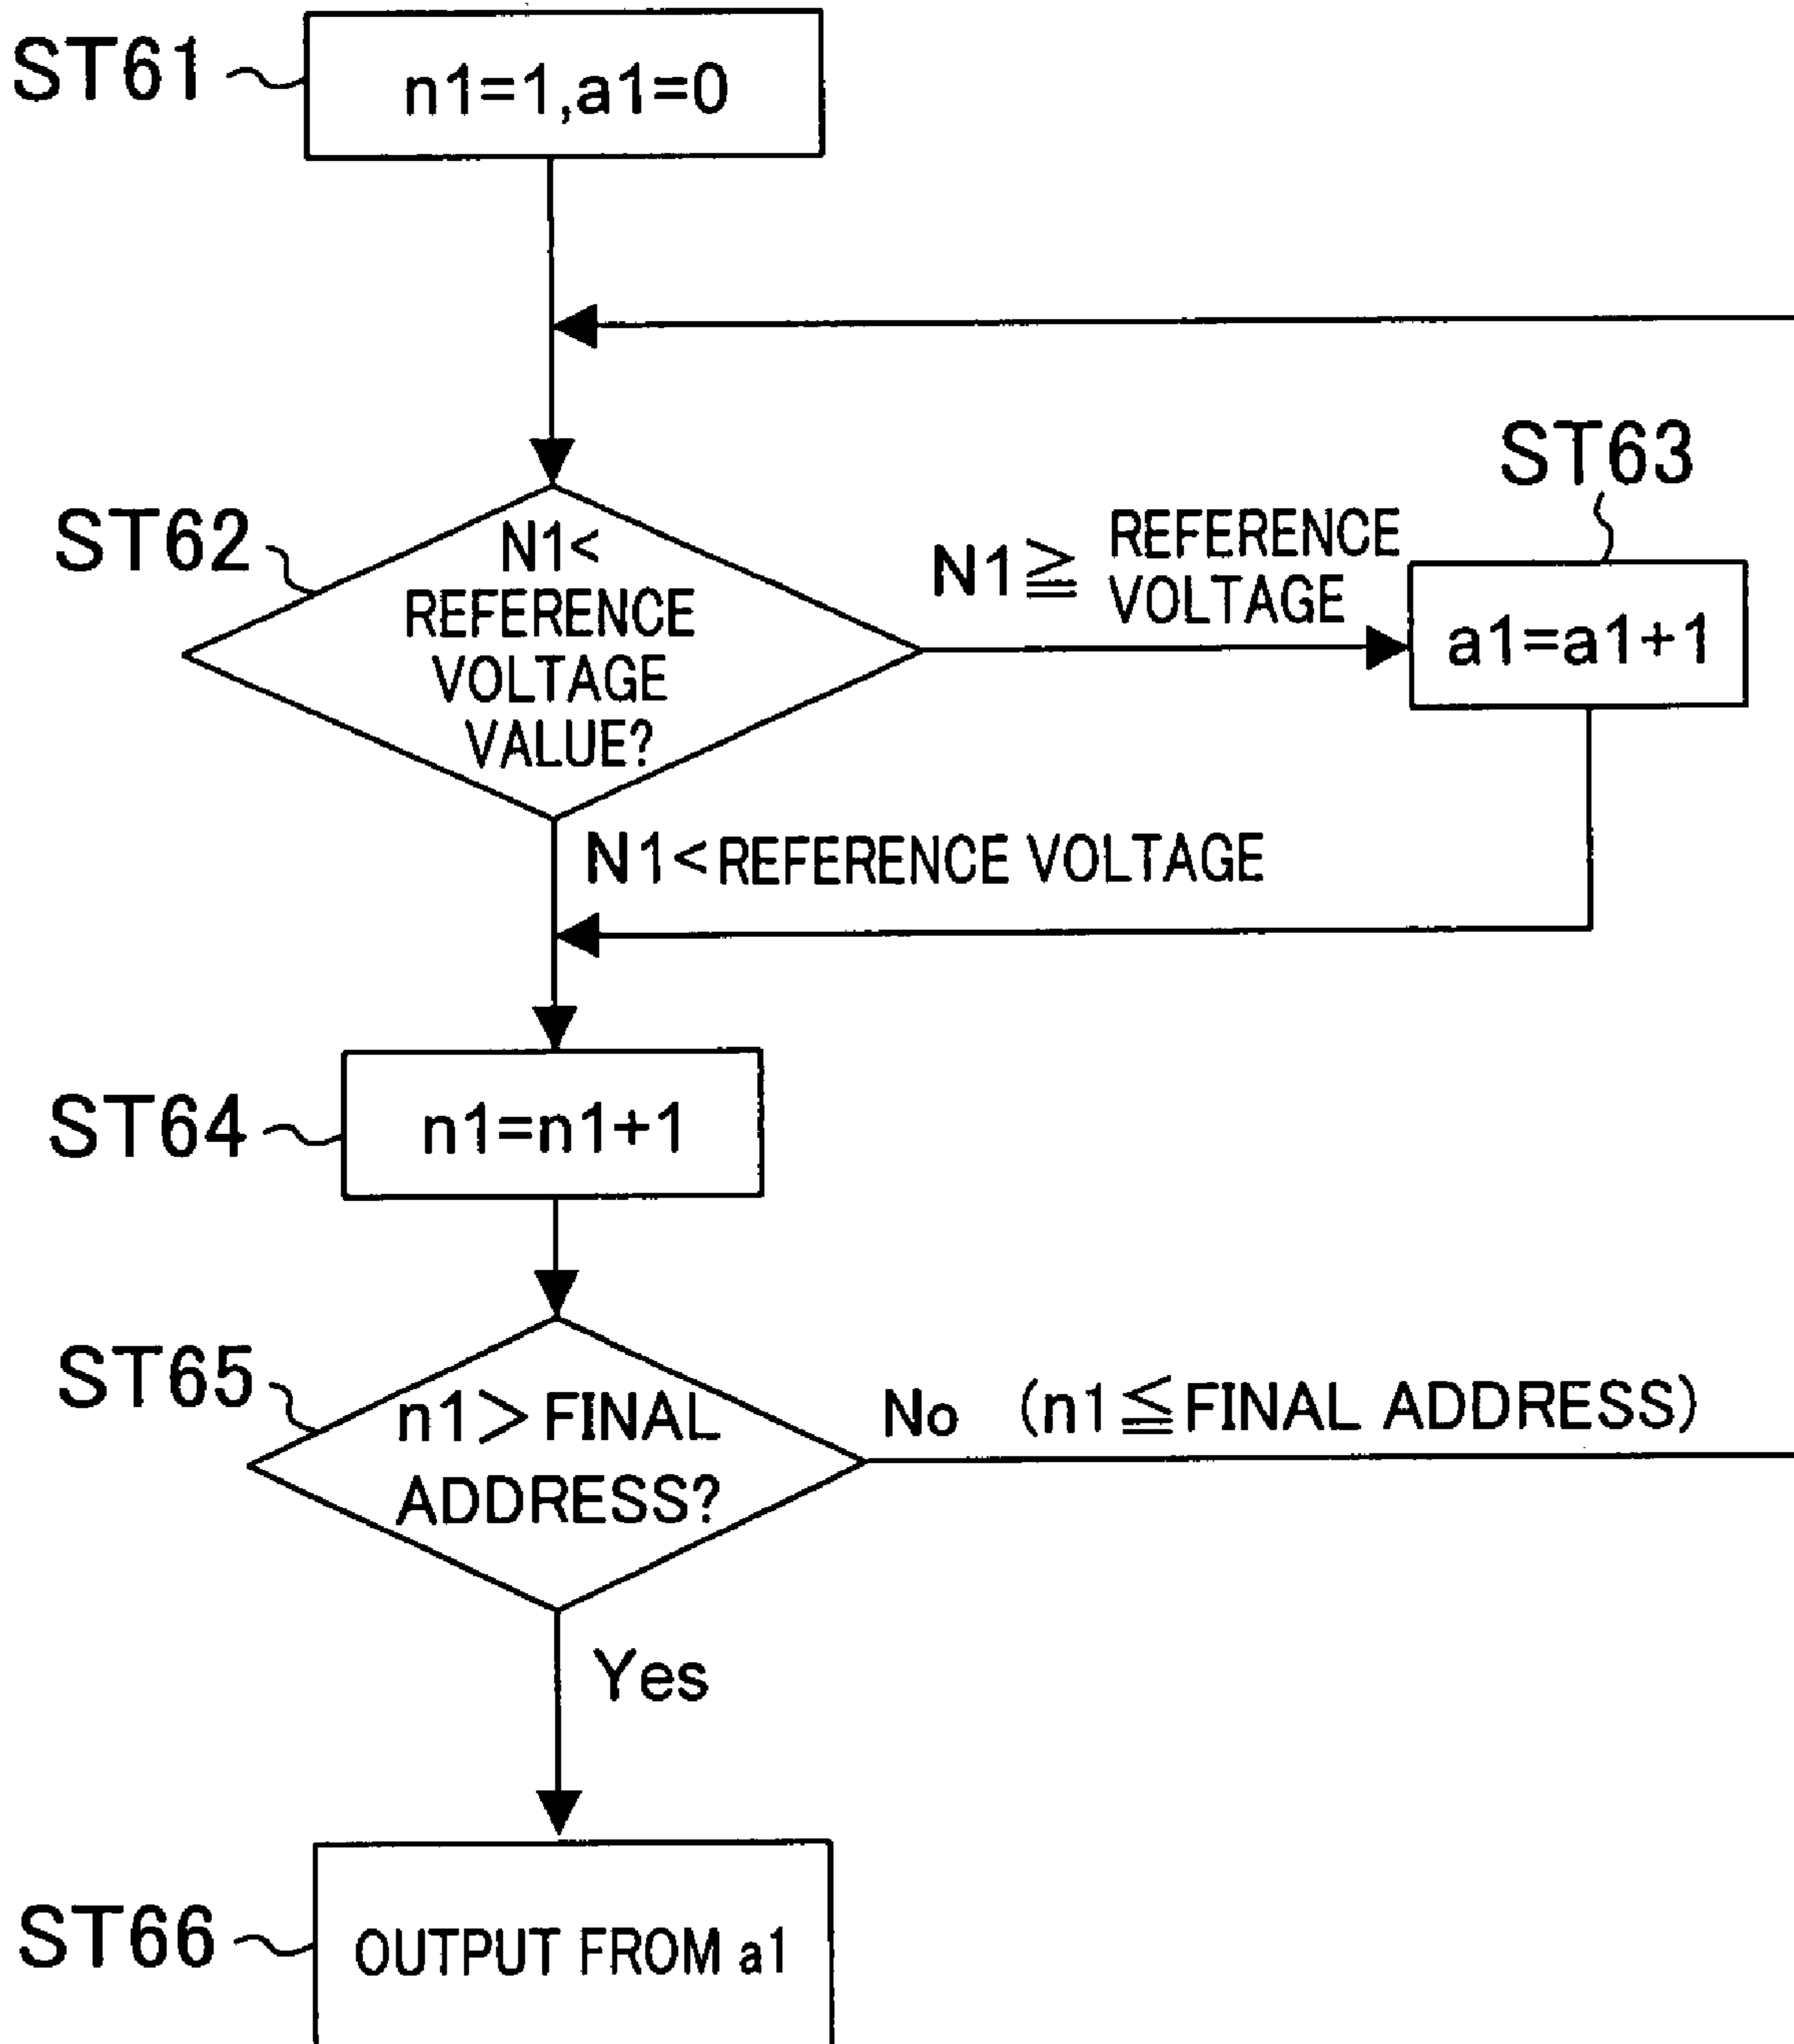 ST61
n1=1,a1=0
ST62
N1<
REFERENCE
VOLTAGE
VALUE?
N1≧ REFERENCE
VOLTAGE
ST63
a1=a1+1
N1<REFERENCE VOLTAGE
ST64
n1=n1+1
ST65
n1>FINAL
ADDRESS?
No (n1≦FINAL ADDRESS)
Yes
ST66
OUTPUT FROM a1